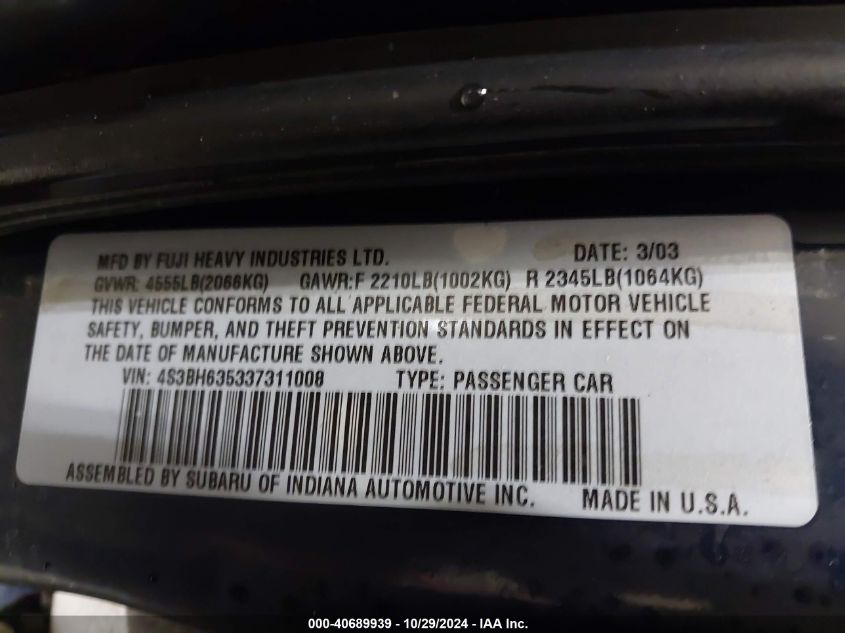 MFD BY FUJI HEAVY INDUSTRIES LTD. DATE: 3/03
GVWR: 4555LB(2066KG) GAWR:F 2210LB(1002KG) R 2345LB(1064KG)
THIS VEHICLE CONFORMS TO ALL APPLICABLE FEDERAL MOTOR VEHICLE
SAFETY, BUMPER, AND THEFT PREVENTION STANDARDS IN EFFECT ON
THE DATE OF MANUFACTURE SHOWN ABOVE.
VIN: 4S3BH635337311008 TYPE: PASSENGER CAR
ASSEMBLED BY SUBARU OF INDIANA AUTOMOTIVE INC. MADE IN U.S.A.
000-40689939 - 10/29/2024 - IAA Inc.